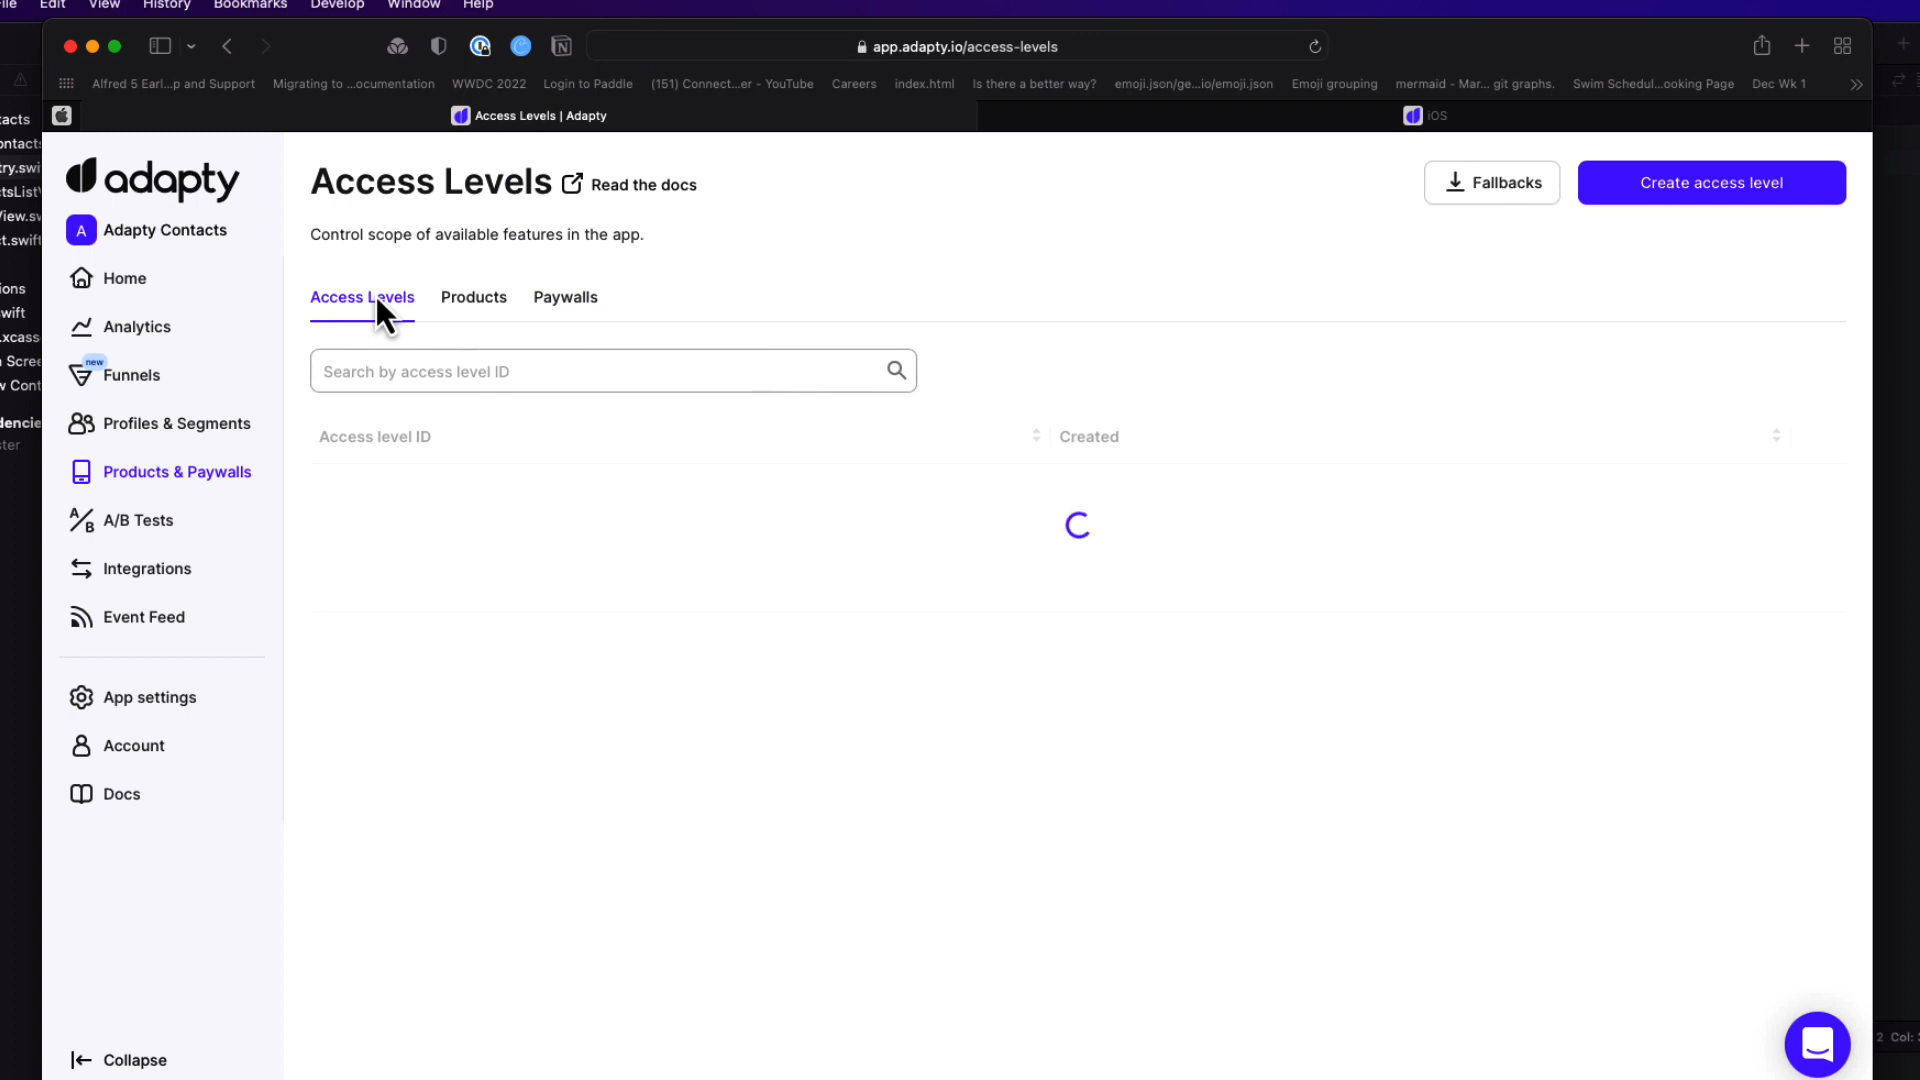 Edit View History Bookmarks Develop Window Help
app.adapty.io/access-levels
Alfred 5 Earl...p and Support Migrating to ...ocumentation WWDC 2022 Login to Paddle (151) Connect...er - YouTube Careers index.html Is there a better way? emoji.json/ge...io/emoji.json Emoji grouping mermaid - Mar... git graphs. Swim Schedul...ooking Page Dec Wk 1
Access Levels | Adapty
iOS
adapty
A Adapty Contacts
Home
Analytics
new
Funnels
Profiles & Segments
Products & Paywalls
A/B Tests
Integrations
Event Feed
App settings
Account
Docs
Collapse
Access Levels Read the docs
Fallbacks
Create access level
Control scope of available features in the app.
Access Levels Products Paywalls
Search by access level ID
Access level ID Created
2 Col: